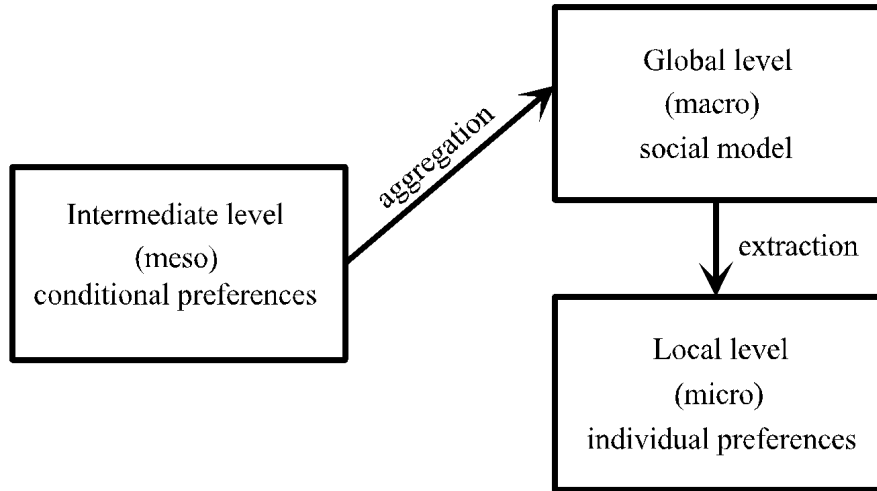 Global level
(macro)
social model
aggregation
Intermediate level
(meso)
conditional preferences
extraction
Local level
(micro)
individual preferences